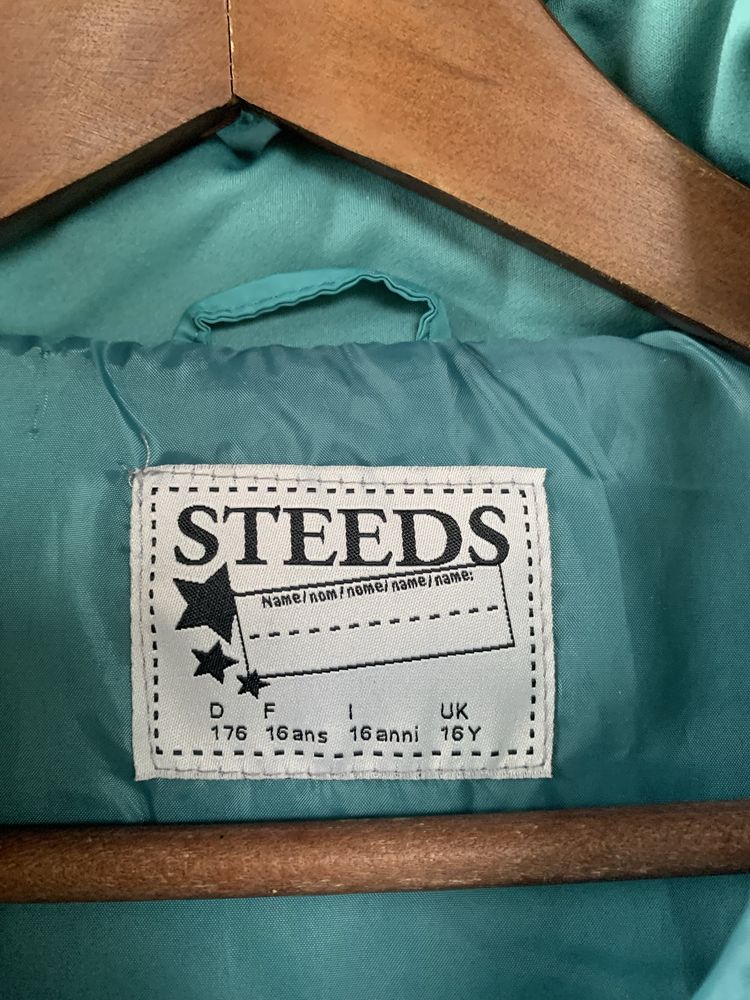 STEEDS
Name/nom/nome/name/name:
D F I UK
176 16ans 16anni 16Y